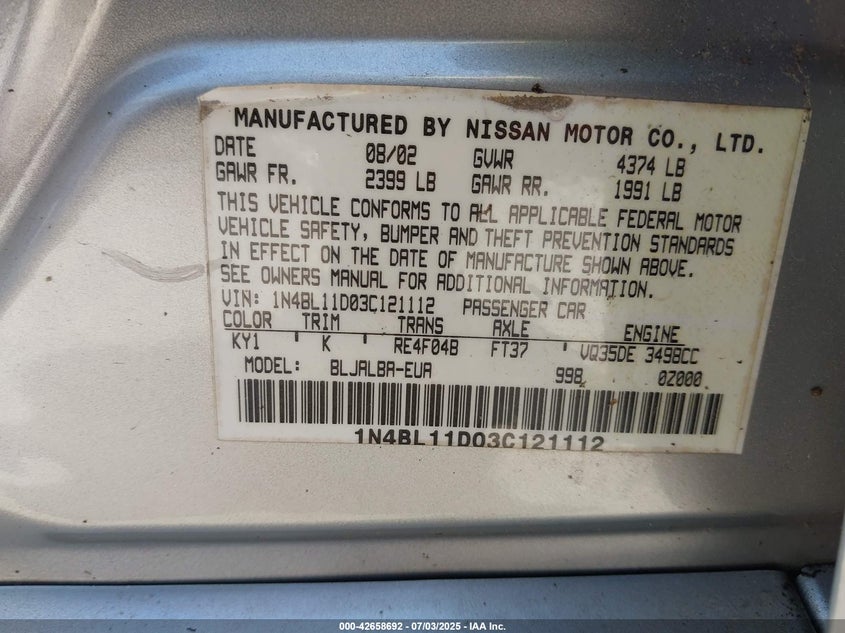 MANUFACTURED BY NISSAN MOTOR CO., LTD.
DATE 08/02 GVWR 4374 LB
GAWR FR. 2399 LB GAWR RR. 1991 LB
THIS VEHICLE CONFORMS TO ALL APPLICABLE FEDERAL MOTOR
VEHICLE SAFETY, BUMPER AND THEFT PREVENTION STANDARDS
IN EFFECT ON THE DATE OF MANUFACTURE SHOWN ABOVE.
SEE OWNERS MANUAL FOR ADDITIONAL INFORMATION.
VIN: 1N4BL11D03C121112 PASSENGER CAR
COLOR TRIM TRANS AXLE ENGINE
KY1 ' K RE4F04B FT37 ' VQ35DE 3498CC
MODEL: BLJALBA-EUA 998 0Z000
1N4BL11D03C121112
000-42658692 - 07/03/2025 - IAA Inc.